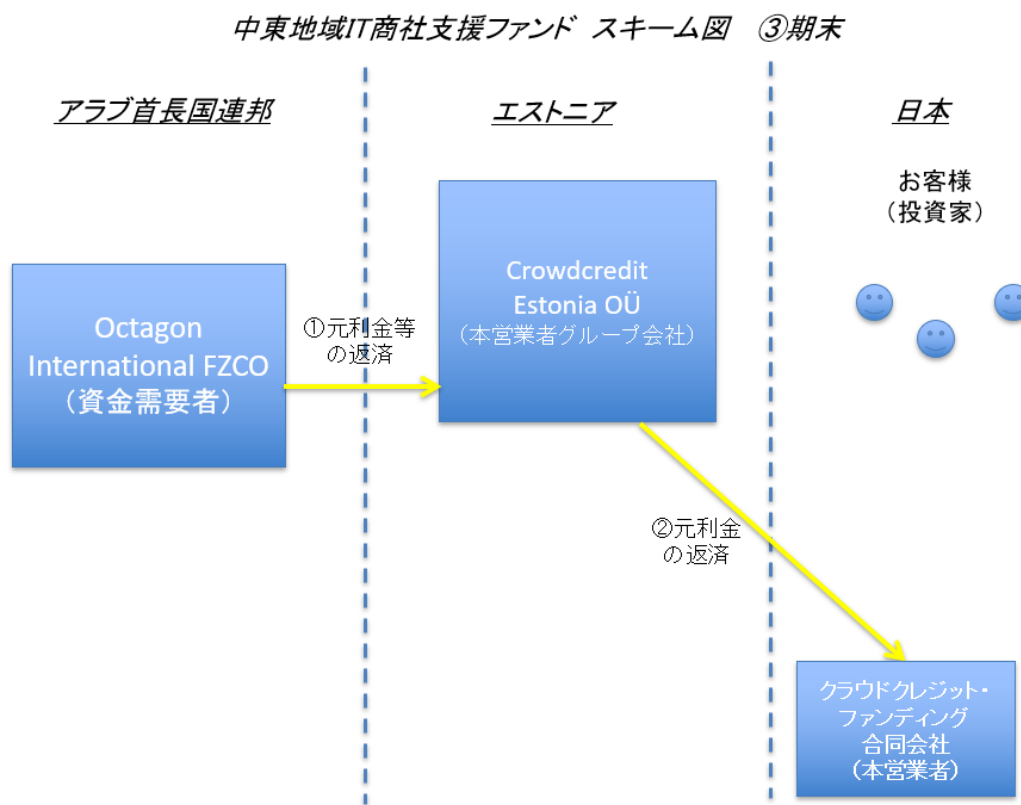 中東地域IT商社支援ファンド スキーム図 ③期末
アラブ首長国連邦
エストニア
日本
お客様
（投資家）
Octagon
International FZCO
（資金需要者）
①元利金等
の返済
Crowdcredit
Estonia OÜ
（本営業者グループ会社）
②元利金
の返済
クラウドクレジット・
ファンディング
合同会社
（本営業者）